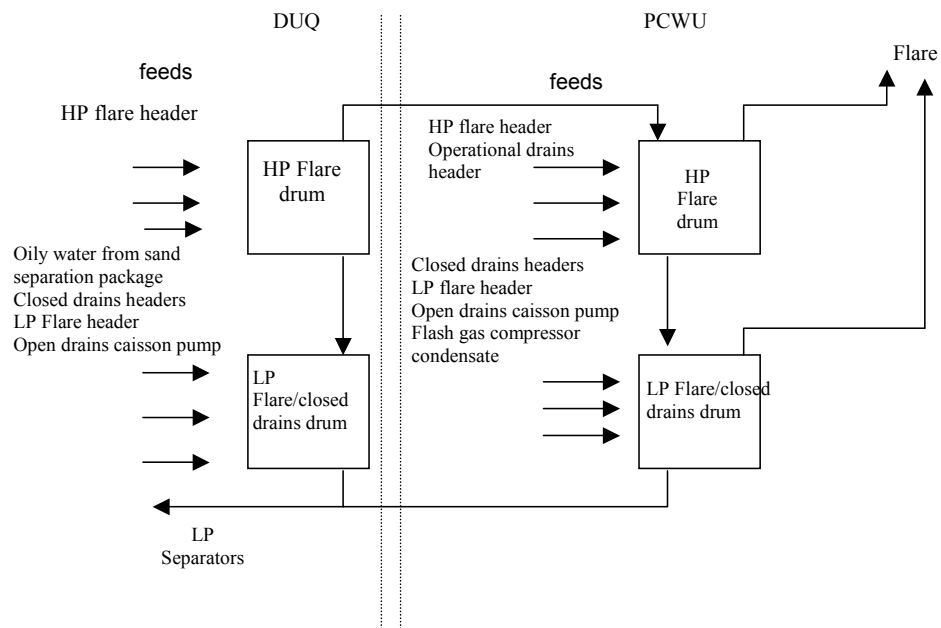 DUQ
PCWU
Flare
feeds
HP flare header
HP Flare
drum
Oily water from sand
separation package
Closed drains headers
LP Flare header
Open drains caisson pump
LP
Flare/closed
drains drum
LP
Separators
feeds
HP flare header
Operational drains
header
HP
Flare
drum
Closed drains headers
LP flare header
Open drains caisson pump
Flash gas compressor
condensate
LP Flare/closed
drains drum